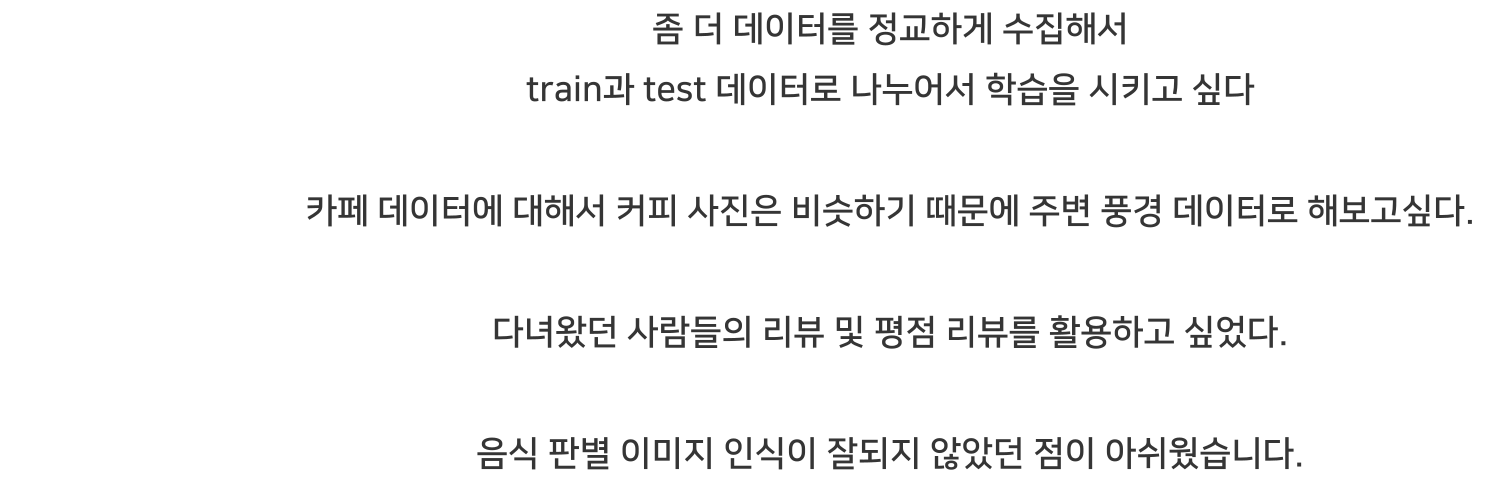 좀 더 데이터를 정교하게 수집해서
train과 test 데이터로 나누어서 학습을 시키고 싶다
카페 데이터에 대해서 커피 사진은 비슷하기 때문에 주변 풍경 데이터로 해보고싶다.
다녀왔던 사람들의 리뷰 및 평점 리뷰를 활용하고 싶었다.
음식 판별 이미지 인식이 잘되지 않았던 점이 아쉬웠습니다.